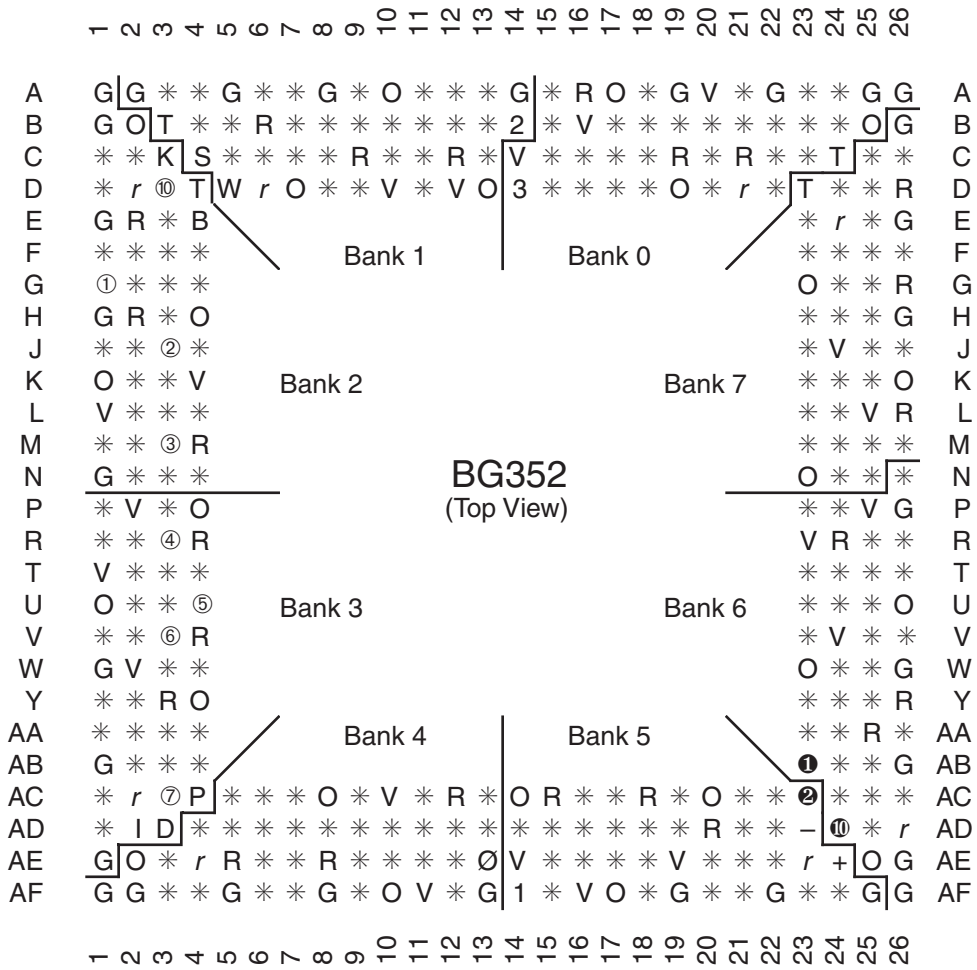 1 2 3 4 5 6 7 8 9 10 11 12 13 14 15 16 17 18 19 20 21 22 23 24 25 26
A G G ✳ ✳ G ✳ ✳ G ✳ O ✳ ✳ ✳ G ✳ R O ✳ G V ✳ G ✳ ✳ G G A
B G O T ✳ ✳ R ✳ ✳ ✳ ✳ ✳ ✳ ✳ 2 ✳ V ✳ ✳ ✳ ✳ ✳ ✳ ✳ ✳ O G B
C ✳ ✳ K S ✳ ✳ ✳ ✳ R ✳ ✳ R ✳ V ✳ ✳ ✳ ✳ R ✳ R ✳ ✳ T ✳ ✳ C
D ✳ r ⑩ T W r O ✳ ✳ V ✳ V O 3 ✳ ✳ ✳ ✳ O ✳ r ✳ T ✳ ✳ R D
E G R ✳ B ✳ r ✳ G E
F ✳ ✳ ✳ ✳ Bank 1 Bank 0 ✳ ✳ ✳ ✳ F
G ① ✳ ✳ ✳ O ✳ ✳ R G
H G R ✳ O ✳ ✳ ✳ G H
J ✳ ✳ ② ✳ ✳ V ✳ ✳ J
K O ✳ ✳ V Bank 2 Bank 7 ✳ ✳ ✳ O K
L V ✳ ✳ ✳ ✳ ✳ V R L
M ✳ ✳ ③ R ✳ ✳ ✳ ✳ M
N G ✳ ✳ ✳ BG352 O ✳ ✳ ✳ N
P ✳ V ✳ O (Top View) ✳ ✳ V G P
R ✳ ✳ ④ R V R ✳ ✳ R
T V ✳ ✳ ✳ ✳ ✳ ✳ ✳ T
U O ✳ ✳ ⑤ Bank 3 Bank 6 ✳ ✳ ✳ O U
V ✳ ✳ ⑥ R ✳ V ✳ ✳ V
W G V ✳ ✳ O ✳ ✳ G W
Y ✳ ✳ R O ✳ ✳ ✳ R Y
AA ✳ ✳ ✳ ✳ Bank 4 Bank 5 ✳ ✳ R ✳ AA
AB G ✳ ✳ ✳ ❶ ✳ ✳ G AB
AC ✳ r ⑦ P ✳ ✳ ✳ O ✳ V ✳ R ✳ O R ✳ ✳ R ✳ O ✳ ✳ ❷ ✳ ✳ ✳ AC
AD ✳ I D ✳ ✳ ✳ ✳ ✳ ✳ ✳ ✳ ✳ ✳ ✳ ✳ ✳ ✳ ✳ ✳ R ✳ ✳ – ❿ ✳ r AD
AE G O ✳ r R ✳ ✳ R ✳ ✳ ✳ ✳ Ø V ✳ ✳ ✳ ✳ V ✳ ✳ ✳ r + O G AE
AF G G ✳ ✳ G ✳ ✳ G ✳ O V ✳ G 1 ✳ V O ✳ G ✳ ✳ G ✳ ✳ G G AF
1 2 3 4 5 6 7 8 9 10 11 12 13 14 15 16 17 18 19 20 21 22 23 24 25 26